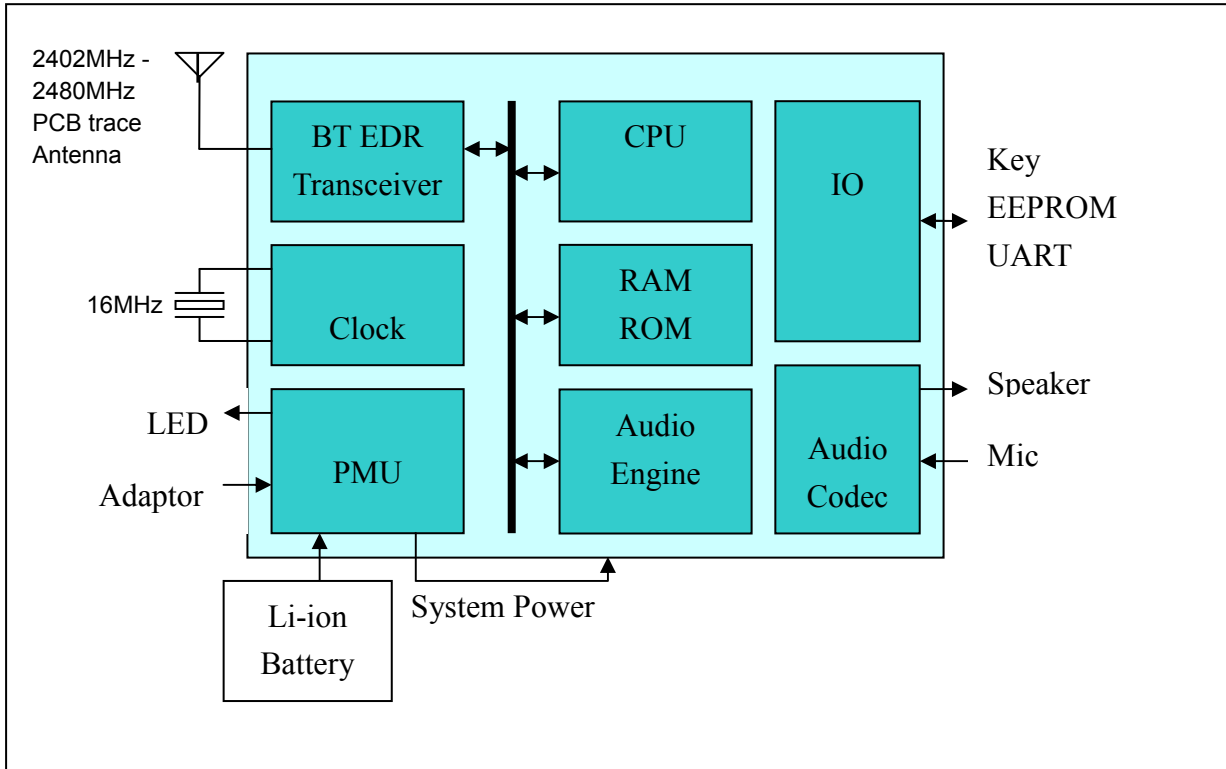 2402MHz -
2480MHz
PCB trace
Antenna
BT EDR
Transceiver
CPU
IO
Key
EEPROM
UART
16MHz
Clock
RAM
ROM
LED
Adaptor
PMU
Audio
Engine
Audio
Codec
Speaker
Mic
Li-ion
Battery
System Power